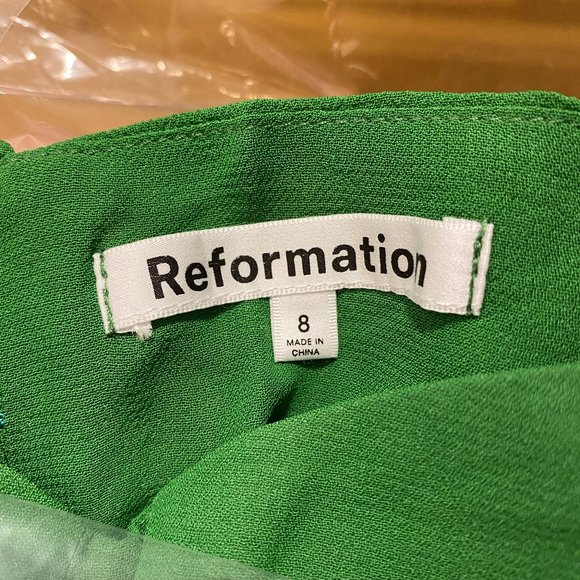 Reformation
8
MADE IN
CHINA